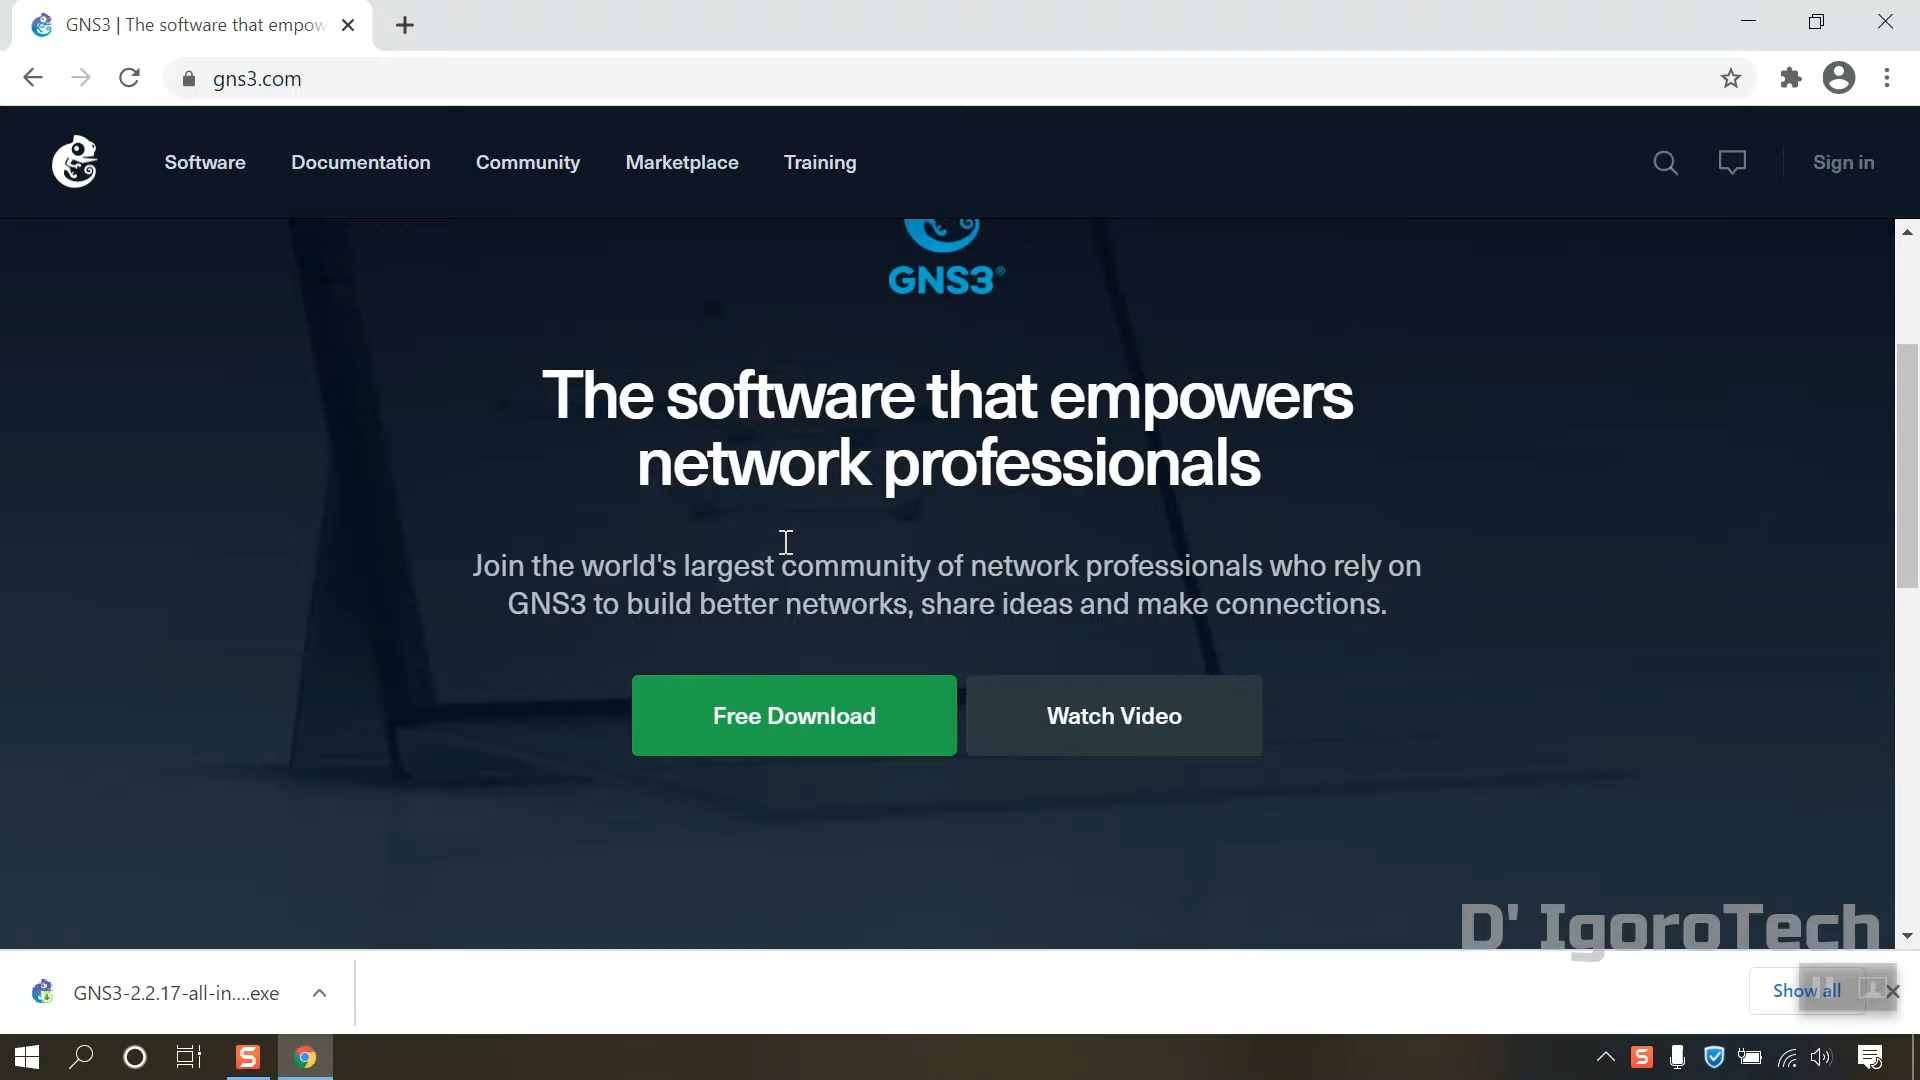 GNS3 | The software that empow
gns3.com
Software Documentation Community Marketplace Training Sign in
GNS3®
The software that empowers
network professionals
Join the world's largest community of network professionals who rely on
GNS3 to build better networks, share ideas and make connections.
Free Download Watch Video
D' IgoroTech
GNS3-2.2.17-all-in....exe Show all